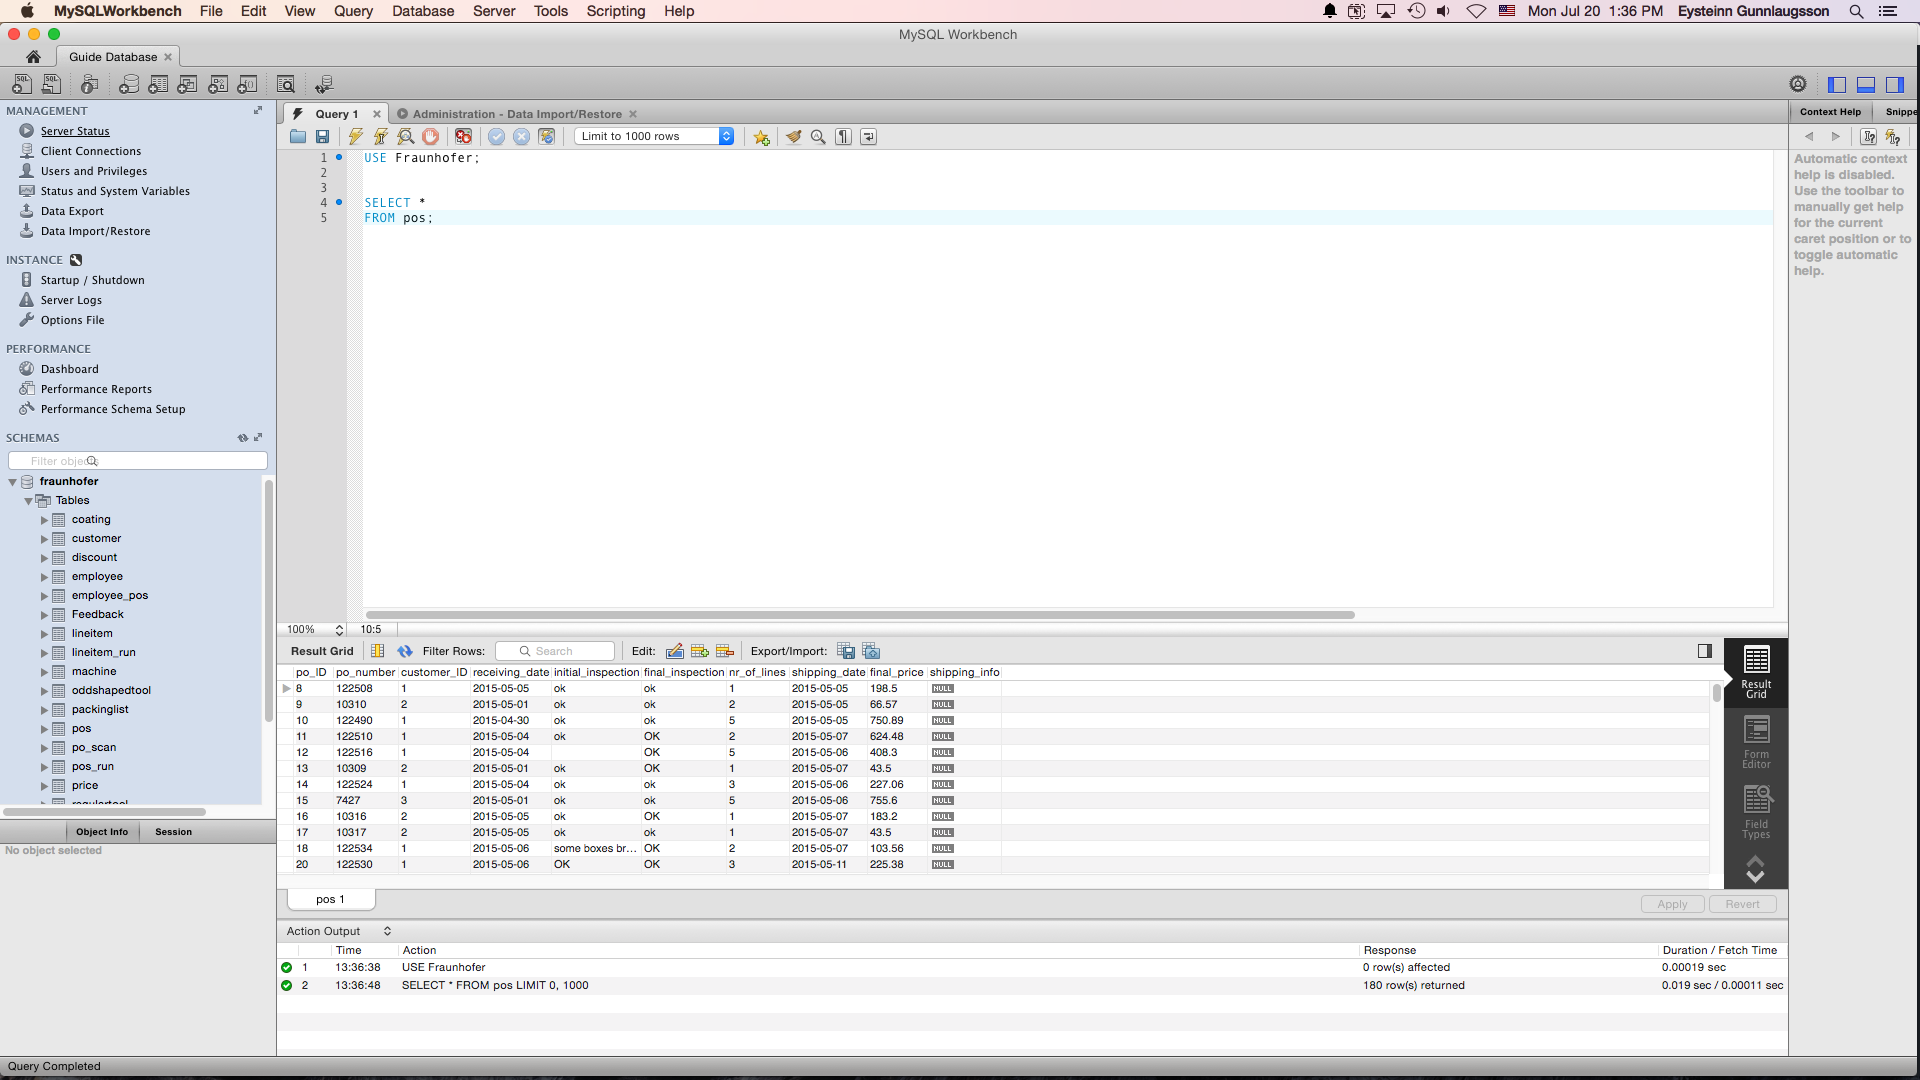 MySQLWorkbench File Edit View Query Database Server Tools Scripting Help Mon Jul 20 1:36 PM Eysteinn Gunnlaugsson
MySQL Workbench
Guide Database
MANAGEMENT
Server Status
Client Connections
Users and Privileges
Status and System Variables
Data Export
Data Import/Restore
INSTANCE
Startup / Shutdown
Server Logs
Options File
PERFORMANCE
Dashboard
Performance Reports
Performance Schema Setup
SCHEMAS
Filter objects
fraunhofer
Tables
coating
customer
discount
employee
employee_pos
Feedback
lineitem
lineitem_run
machine
oddshapedtool
packinglist
pos
po_scan
pos_run
price
Object Info Session
No object selected
Query 1 Administration - Data Import/Restore
Limit to 1000 rows
1 USE Fraunhofer;
2
3
4 SELECT *
5 FROM pos;
100% 10:5
Context Help Snippe
Automatic context
help is disabled.
Use the toolbar to
manually get help
for the current
caret position or to
toggle automatic
help.
Result Grid Filter Rows: Search Edit: Export/Import:
po_ID po_number customer_ID receiving_date initial_inspection final_inspection nr_of_lines shipping_date final_price shipping_info
8 122508 1 2015-05-05 ok ok 1 2015-05-05 198.5 NULL
9 10310 2 2015-05-01 ok ok 2 2015-05-05 66.57 NULL
10 122490 1 2015-04-30 ok ok 5 2015-05-05 750.89 NULL
11 122510 1 2015-05-04 ok OK 2 2015-05-07 624.48 NULL
12 122516 1 2015-05-04 OK 5 2015-05-06 408.3 NULL
13 10309 2 2015-05-01 ok OK 1 2015-05-07 43.5 NULL
14 122524 1 2015-05-04 ok ok 3 2015-05-06 227.06 NULL
15 7427 3 2015-05-01 ok ok 5 2015-05-06 755.6 NULL
16 10316 2 2015-05-05 ok OK 1 2015-05-07 183.2 NULL
17 10317 2 2015-05-05 ok ok 1 2015-05-07 43.5 NULL
18 122534 1 2015-05-06 some boxes br... OK 2 2015-05-07 103.56 NULL
20 122530 1 2015-05-06 OK OK 3 2015-05-11 225.38 NULL
Result
Grid
Form
Editor
Field
Types
pos 1
Apply Revert
Action Output
Time Action Response Duration / Fetch Time
1 13:36:38 USE Fraunhofer 0 row(s) affected 0.00019 sec
2 13:36:48 SELECT * FROM pos LIMIT 0, 1000 180 row(s) returned 0.019 sec / 0.00011 sec
Query Completed